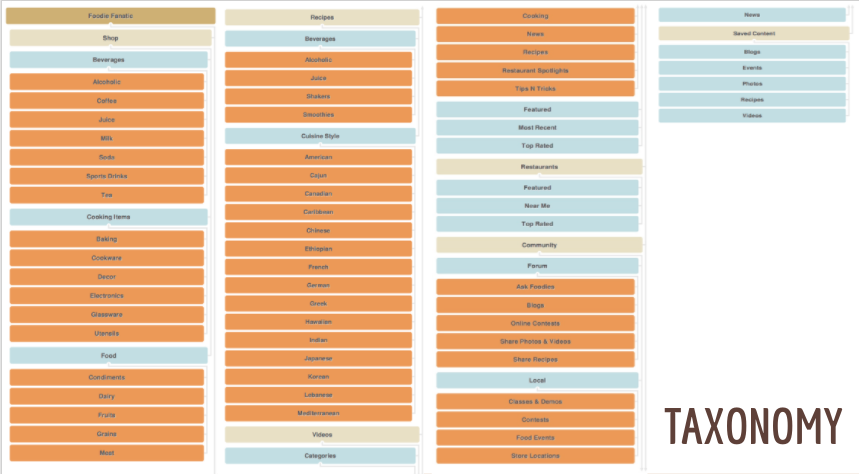 Foodie Fanatic
Shop
Beverages
Alcoholic
Coffee
Juice
Milk
Soda
Sports Drinks
Tea
Cooking Items
Baking
Cookware
Decor
Electronics
Glassware
Utensils
Food
Condiments
Dairy
Fruits
Grains
Meat
Recipes
Beverages
Alcoholic
Juice
Shakers
Smoothies
Cuisine Style
American
Cajun
Canadian
Caribbean
Chinese
Ethiopian
French
German
Greek
Hawaiian
Indian
Japanese
Korean
Lebanese
Mediterranean
Videos
Categories
Cooking
News
Recipes
Restaurant Spotlights
Tips N Tricks
Featured
Most Recent
Top Rated
Restaurants
Featured
Near Me
Top Rated
Community
Forum
Ask Foodies
Blogs
Online Contests
Share Photos & Videos
Share Recipes
Local
Classes & Demos
Contests
Food Events
Store Locations
News
Saved Content
Blogs
Events
Photos
Recipes
Videos
TAXONOMY